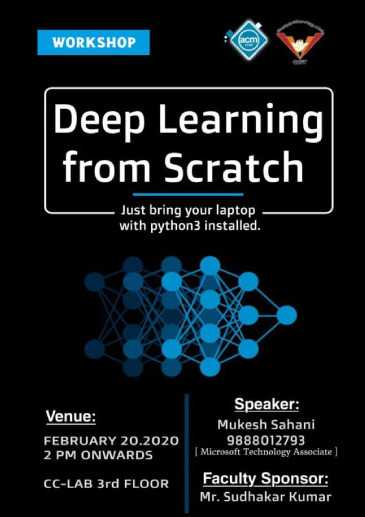 WORKSHOP
acm
Deep Learning
from Scratch
Just bring your laptop
with python3 installed.
Venue:
FEBRUARY 20.2020
2 PM ONWARDS
CC-LAB 3rd FLOOR
Speaker:
Mukesh Sahani
9888012793
[ Microsoft Technology Associate ]
Faculty Sponsor:
Mr. Sudhakar Kumar